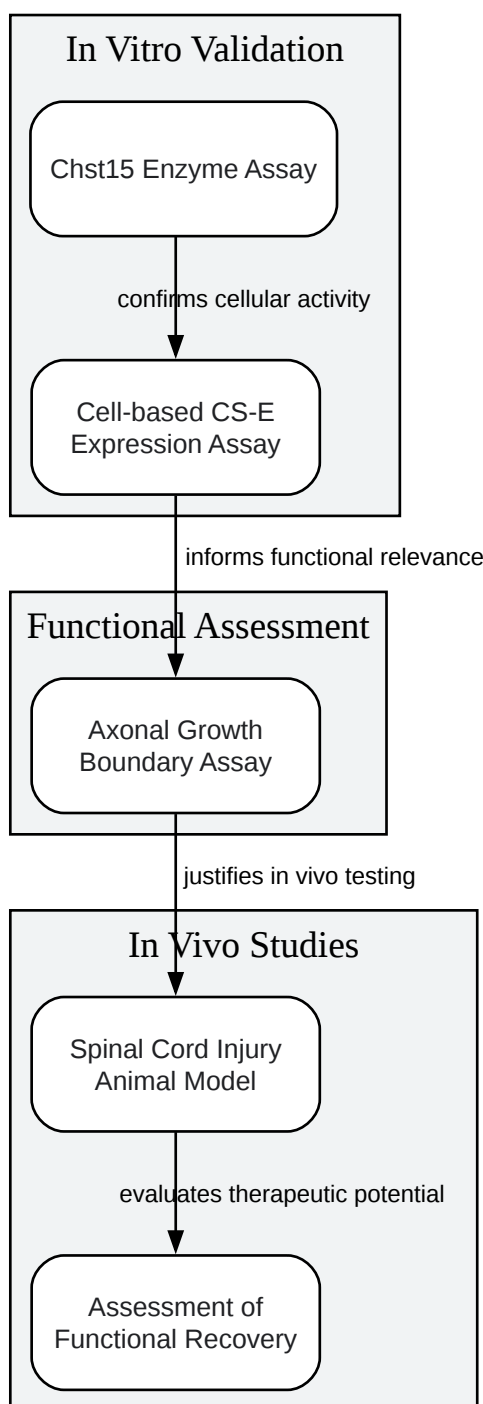 In Vitro Validation
Chst15 Enzyme Assay
confirms cellular activity
Cell-based CS-E
Expression Assay
informs functional relevance
Functional Assessment
Axonal Growth
Boundary Assay
justifies in vivo testing
In Vivo Studies
Spinal Cord Injury
Animal Model
evaluates therapeutic potential
Assessment of
Functional Recovery